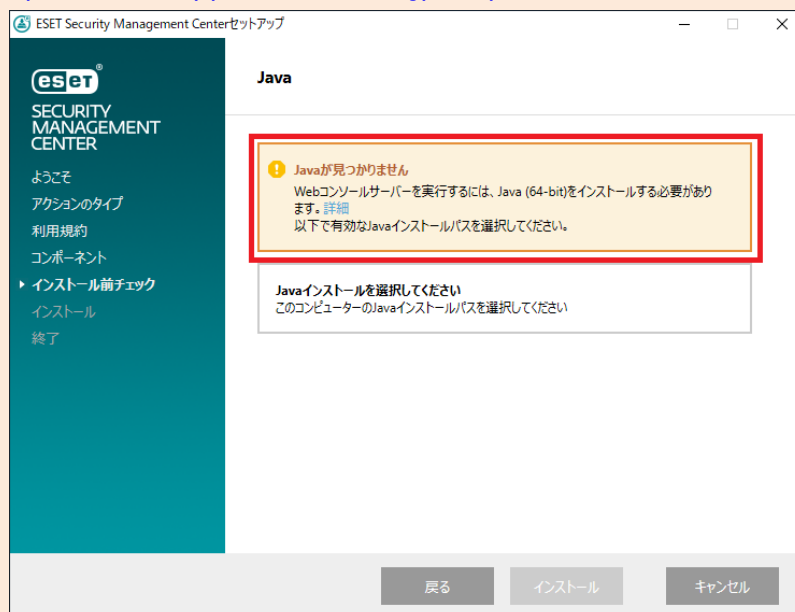 ESET Security Management Centerセットアップ
eset
SECURITY
MANAGEMENT
CENTER
ようこそ
アクションのタイプ
利用規約
コンポーネント
インストール前チェック
インストール
終了
Java
Javaが見つかりません
Webコンソールサーバーを実行するには、Java (64-bit)をインストールする必要があり
ます。詳細
以下で有効なJavaインストールパスを選択してください。
Javaインストールを選択してください
このコンピューターのJavaインストールパスを選択してください
戻る
インストール
キャンセル